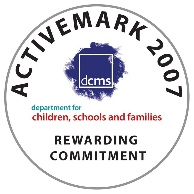 ACTIVEMARK 2007
dcms
department for
children, schools and families
REWARDING
COMMITMENT